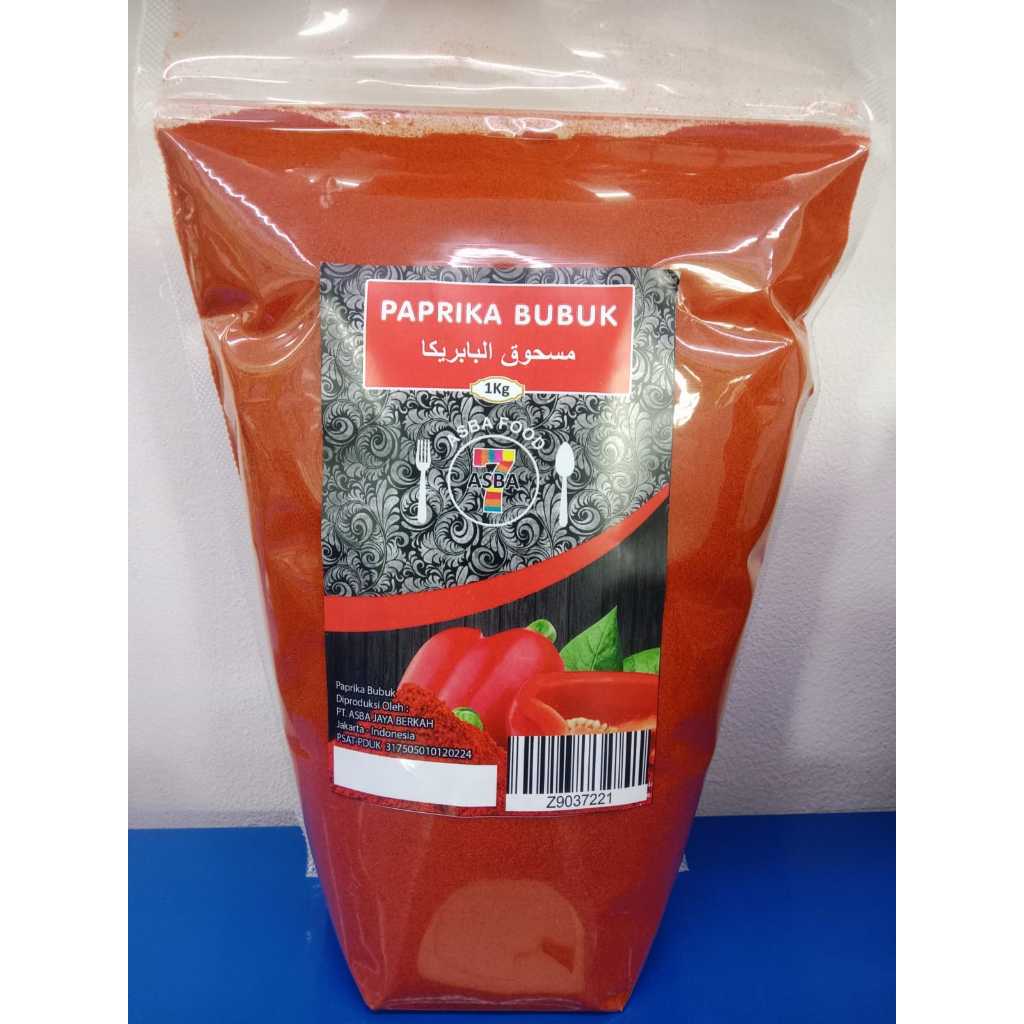 PAPRIKA BUBUK
مسحوق البابريكا
1Kg
ASBA FOOD
7
ASBA
Paprika Bubuk
Diproduksi Oleh :
PT. ASBA JAYA BERKAH
Jakarta - Indonesia
PSAT-PDUK 317505010120224
Z9037221